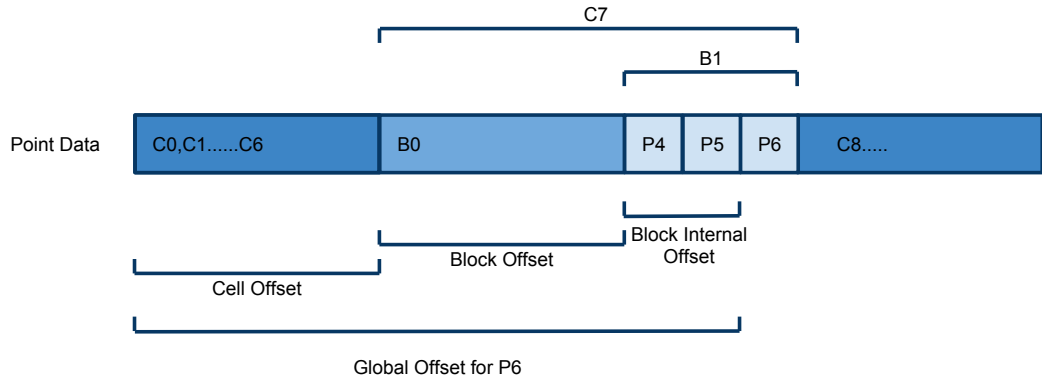 C7
B1
Point Data
C0,C1......C6
B0
P4
P5
P6
C8.....
Block Internal
Offset
Block Offset
Cell Offset
Global Offset for P6